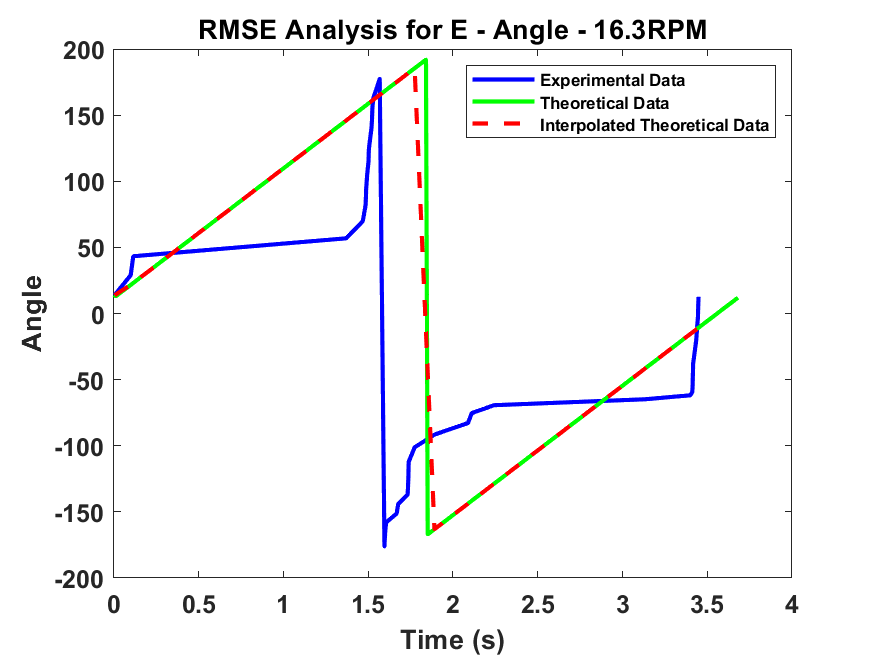 RMSE Analysis for E - Angle - 16.3RPM
200
150
100
50
0
-50
-100
-150
-200
Angle
Experimental Data
Theoretical Data
Interpolated Theoretical Data
0 0.5 1 1.5 2 2.5 3 3.5 4
Time (s)